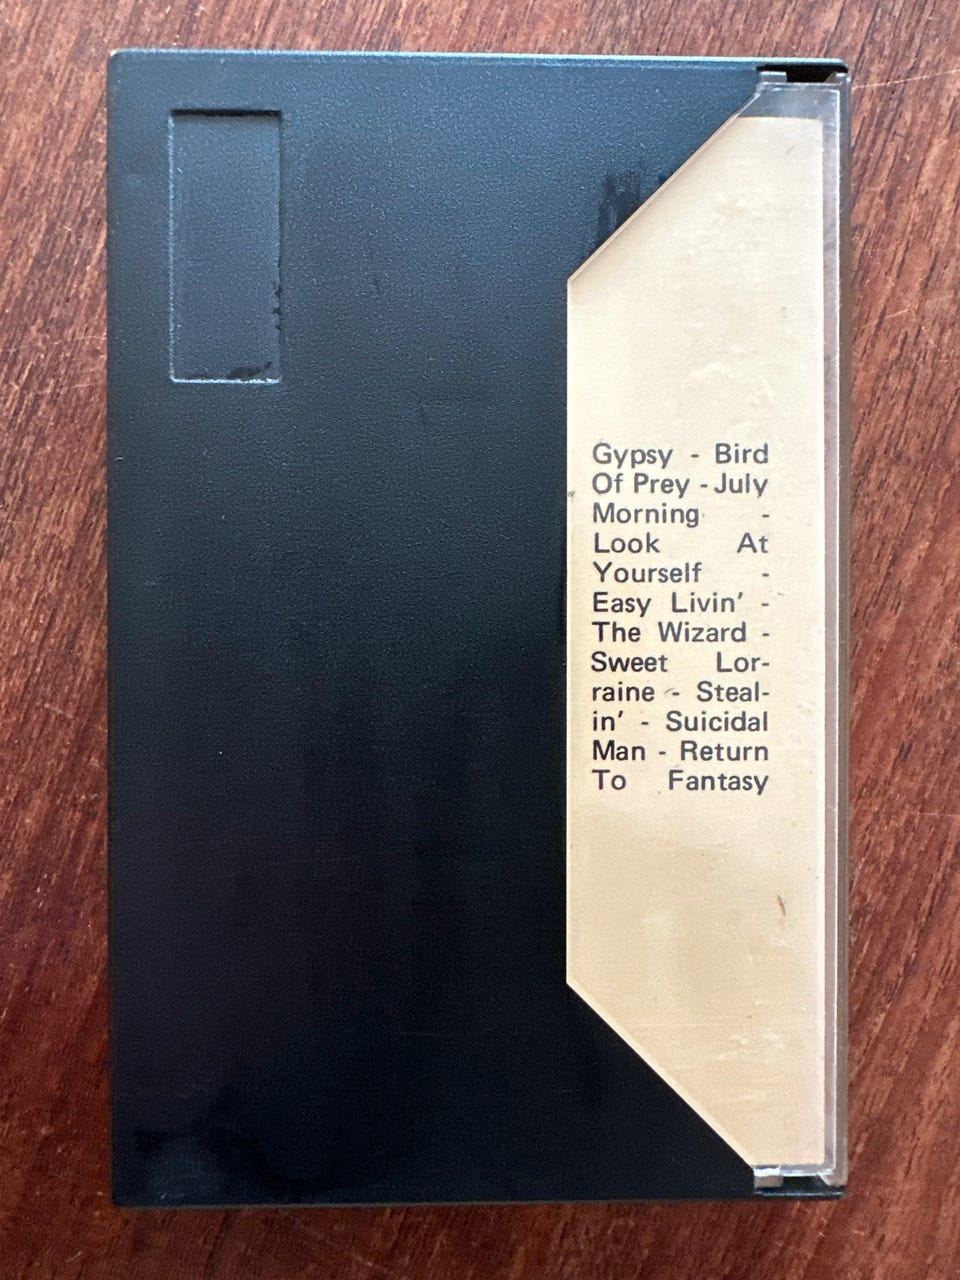 Gypsy - Bird
Of Prey - July
Morning -
Look At
Yourself -
Easy Livin' -
The Wizard -
Sweet Lor-
raine - Steal-
in' - Suicidal
Man - Return
To Fantasy